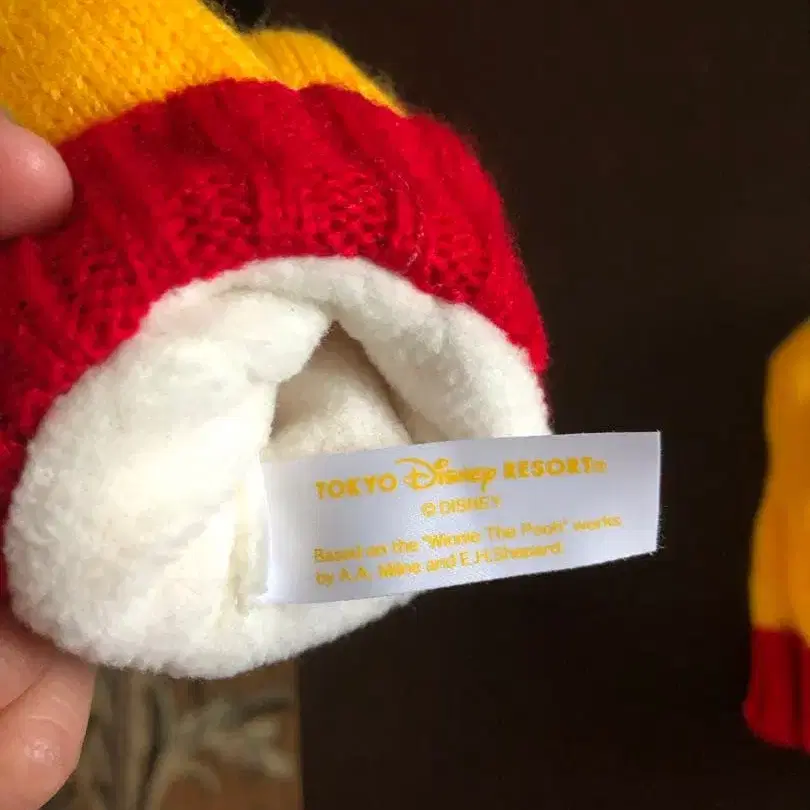 TOKYO Disney RESORT®
© DISNEY
Based on the "Winnie The Pooh" works
by A.A. Milne and E.H.Shepard.